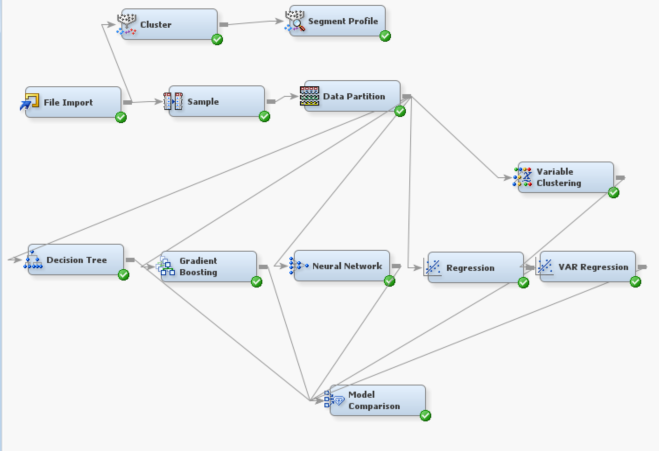 Cluster
Segment Profile
File Import
Sample
Data Partition
Variable
Clustering
Decision Tree
Gradient
Boosting
Neural Network
Regression
VAR Regression
Model
Comparison